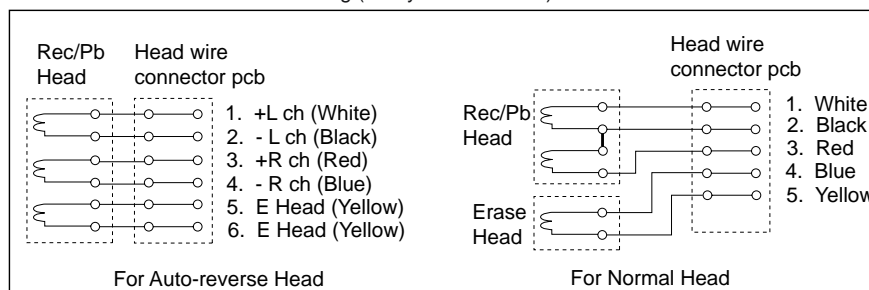 Rec/Pb Head
Head wire connector pcb
1. +L ch (White)
2. - L ch (Black)
3. +R ch (Red)
4. - R ch (Blue)
5. E Head (Yellow)
6. E Head (Yellow)
For Auto-reverse Head
Head wire connector pcb
Rec/Pb Head
Erase Head
1. White
2. Black
3. Red
4. Blue
5. Yellow
For Normal Head